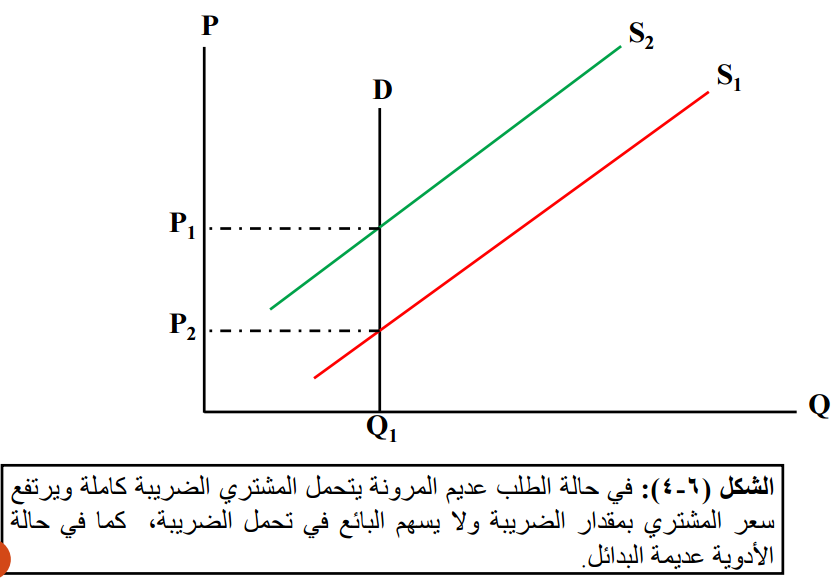 P
S2
S1
D
P1
P2
Q
Q1
الشكل (٦-٤): في حالة الطلب عديم المرونة يتحمل المشتري الضريبة كاملة ويرتفع
سعر المشتري بمقدار الضريبة ولا يسهم البائع في تحمل الضريبة، كما في حالة
الأدوية عديمة البدائل.